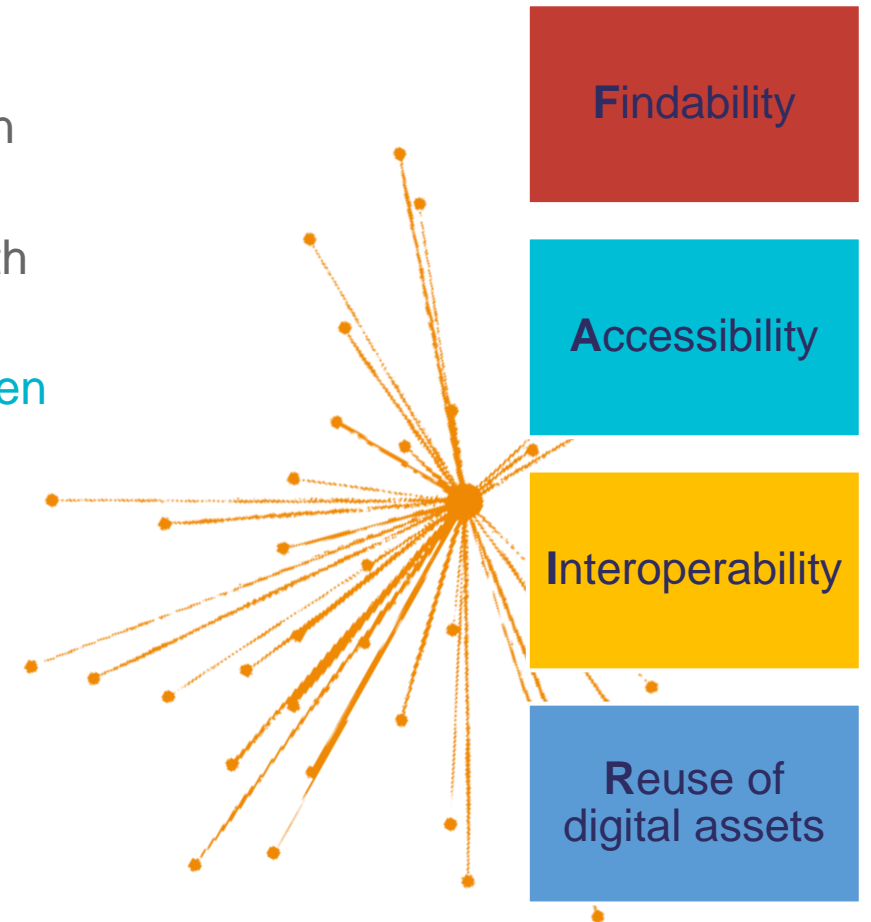 Findability
Accessibility
Interoperability
Reuse of
digital assets